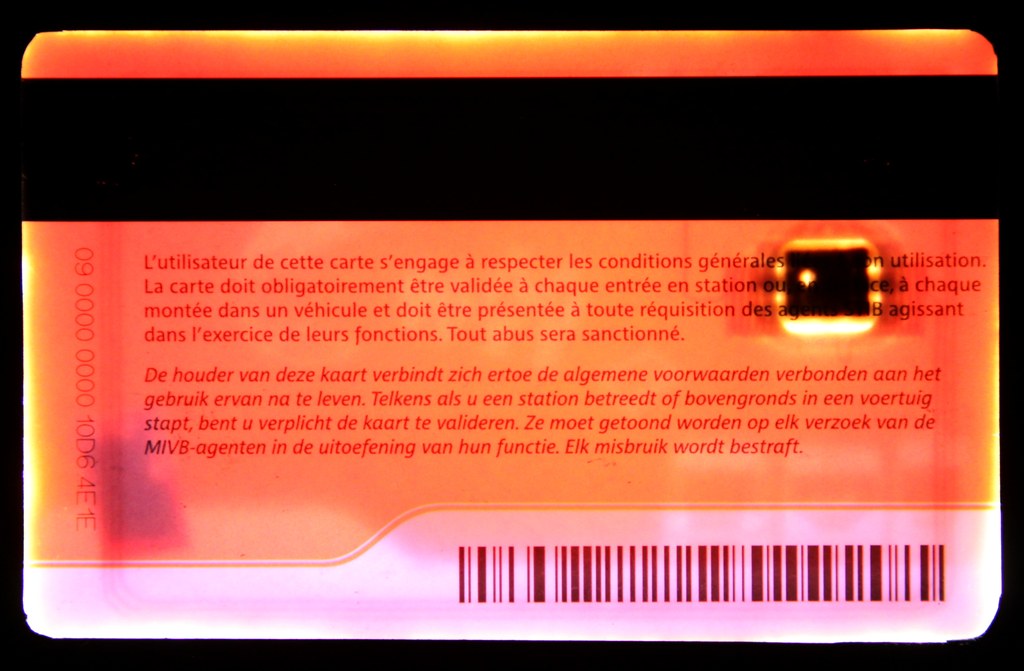 L'utilisateur de cette carte s'engage à respecter les conditions générales on utilisation.
La carte doit obligatoirement être validée à chaque entrée en station ou ce, à chaque
montée dans un véhicule et doit être présentée à toute réquisition des agents STIB agissant
dans l'exercice de leurs fonctions. Tout abus sera sanctionné.
De houder van deze kaart verbindt zich ertoe de algemene voorwaarden verbonden aan het
gebruik ervan na te leven. Telkens als u een station betreedt of bovengronds in een voertuig
stapt, bent u verplicht de kaart te valideren. Ze moet getoond worden op elk verzoek van de
MIVB-agenten in de uitoefening van hun functie. Elk misbruik wordt bestraft.
09 0000 0000 10D6 4E1E